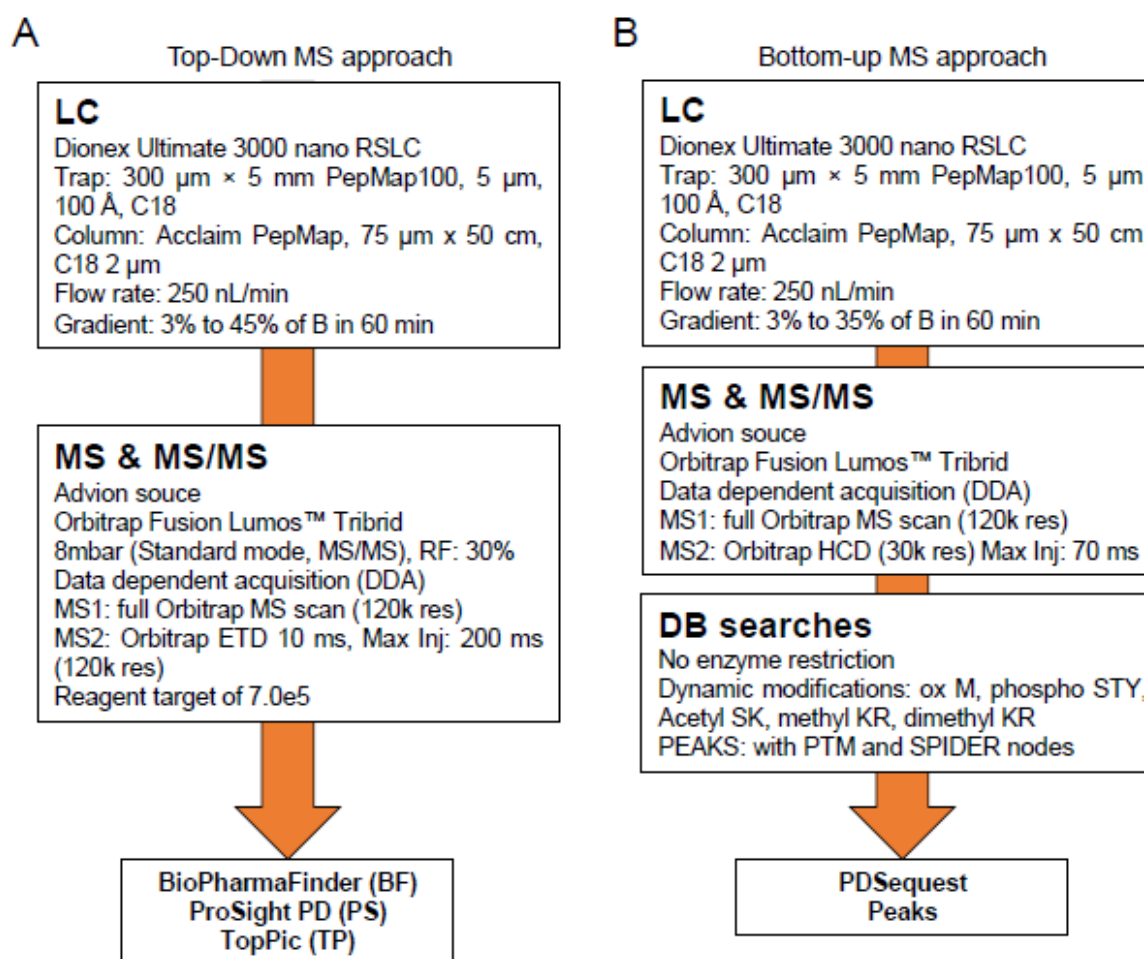 A
Top-Down MS approach
LC
Dionex Ultimate 3000 nano RSLC
Trap: 300 µm × 5 mm PepMap100, 5 µm,
100 Å, C18
Column: Acclaim PepMap, 75 µm x 50 cm,
C18 2 µm
Flow rate: 250 nL/min
Gradient: 3% to 45% of B in 60 min
MS & MS/MS
Advion souce
Orbitrap Fusion Lumos™ Tribrid
8mbar (Standard mode, MS/MS), RF: 30%
Data dependent acquisition (DDA)
MS1: full Orbitrap MS scan (120k res)
MS2: Orbitrap ETD 10 ms, Max Inj: 200 ms
(120k res)
Reagent target of 7.0e5
BioPharmaFinder (BF)
ProSight PD (PS)
TopPic (TP)
B
Bottom-up MS approach
LC
Dionex Ultimate 3000 nano RSLC
Trap: 300 µm × 5 mm PepMap100, 5 µm
100 Å, C18
Column: Acclaim PepMap, 75 µm x 50 cm
C18 2 µm
Flow rate: 250 nL/min
Gradient: 3% to 35% of B in 60 min
MS & MS/MS
Advion souce
Orbitrap Fusion Lumos™ Tribrid
Data dependent acquisition (DDA)
MS1: full Orbitrap MS scan (120k res)
MS2: Orbitrap HCD (30k res) Max Inj: 70 ms
DB searches
No enzyme restriction
Dynamic modifications: ox M, phospho STY,
Acetyl SK, methyl KR, dimethyl KR
PEAKS: with PTM and SPIDER nodes
PDSequest
Peaks